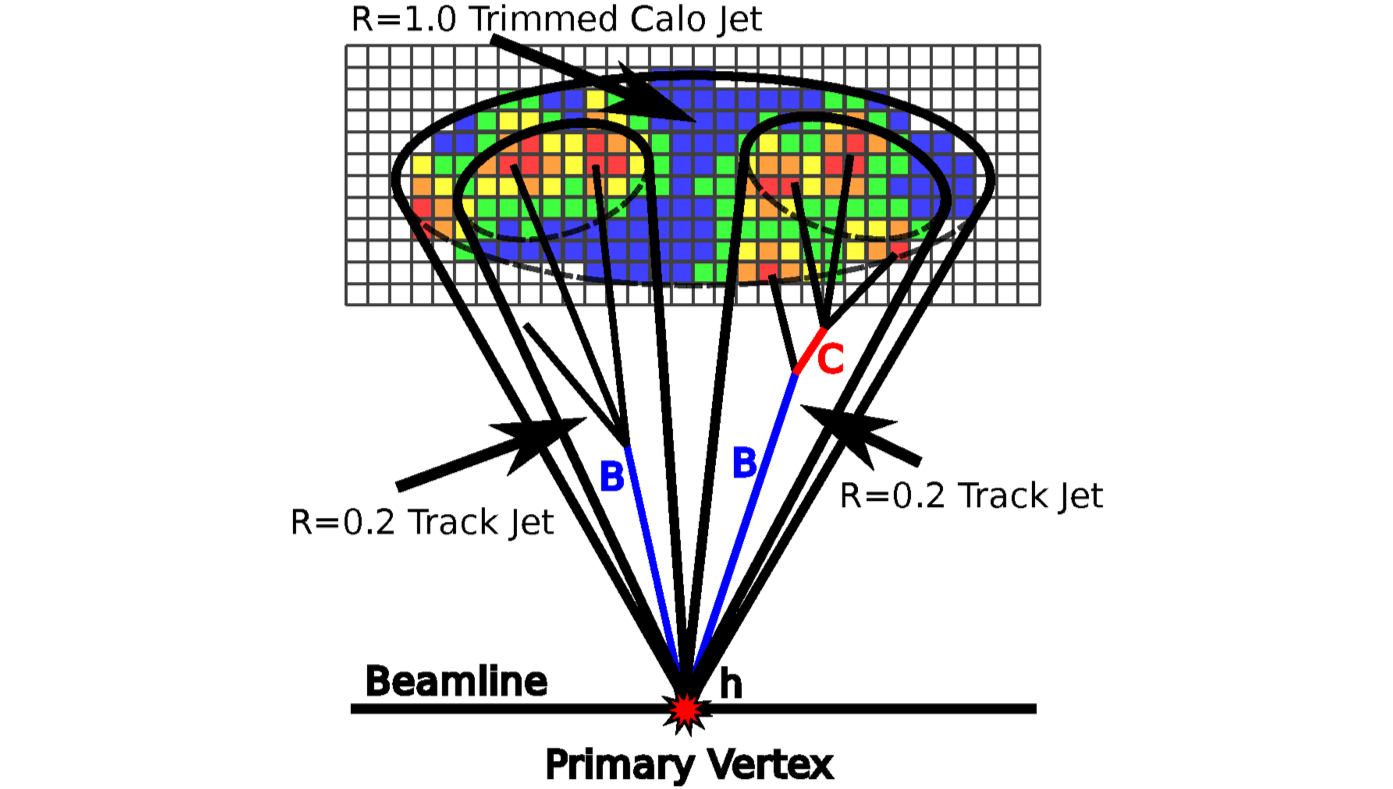 R=1.0 Trimmed Calo Jet
C
B
B
R=0.2 Track Jet
R=0.2 Track Jet
Beamline
h
Primary Vertex